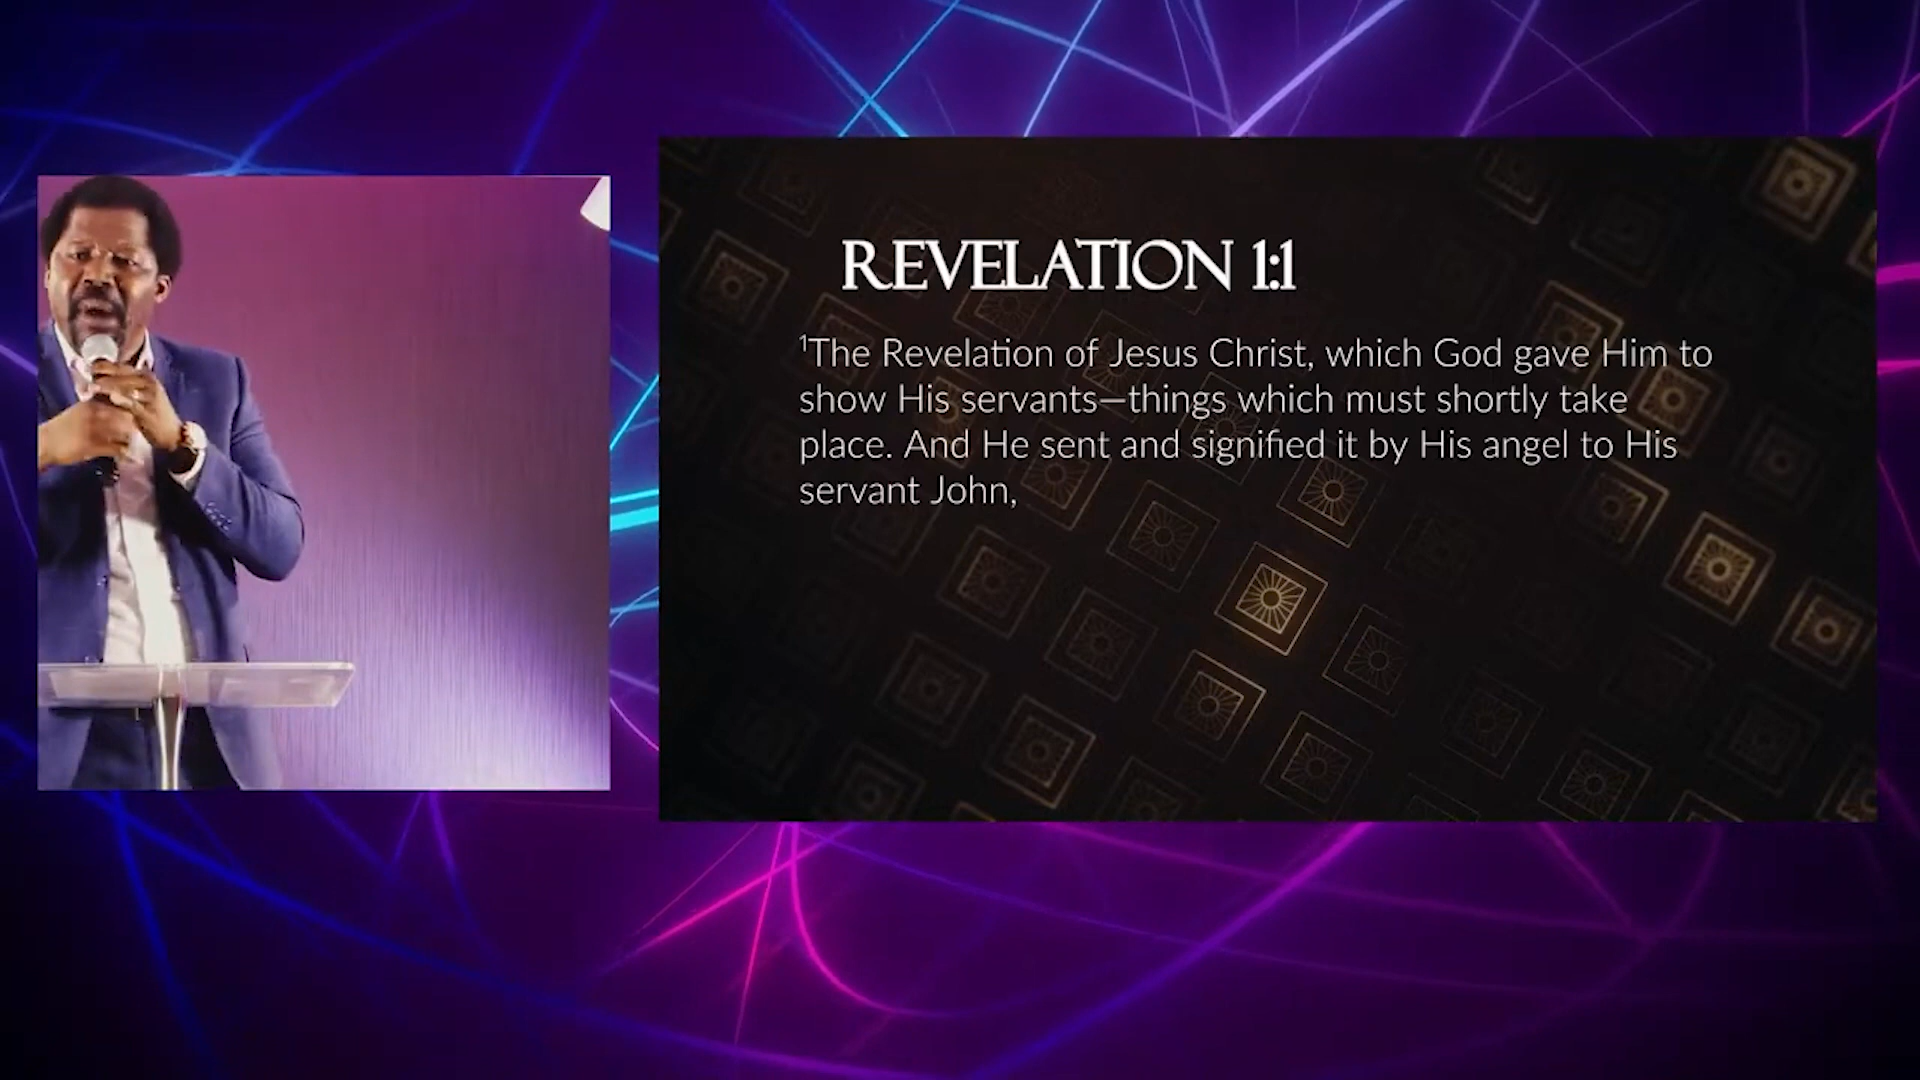 REVELATION 1:1
¹The Revelation of Jesus Christ, which God gave Him to
show His servants—things which must shortly take
place. And He sent and signified it by His angel to His
servant John,